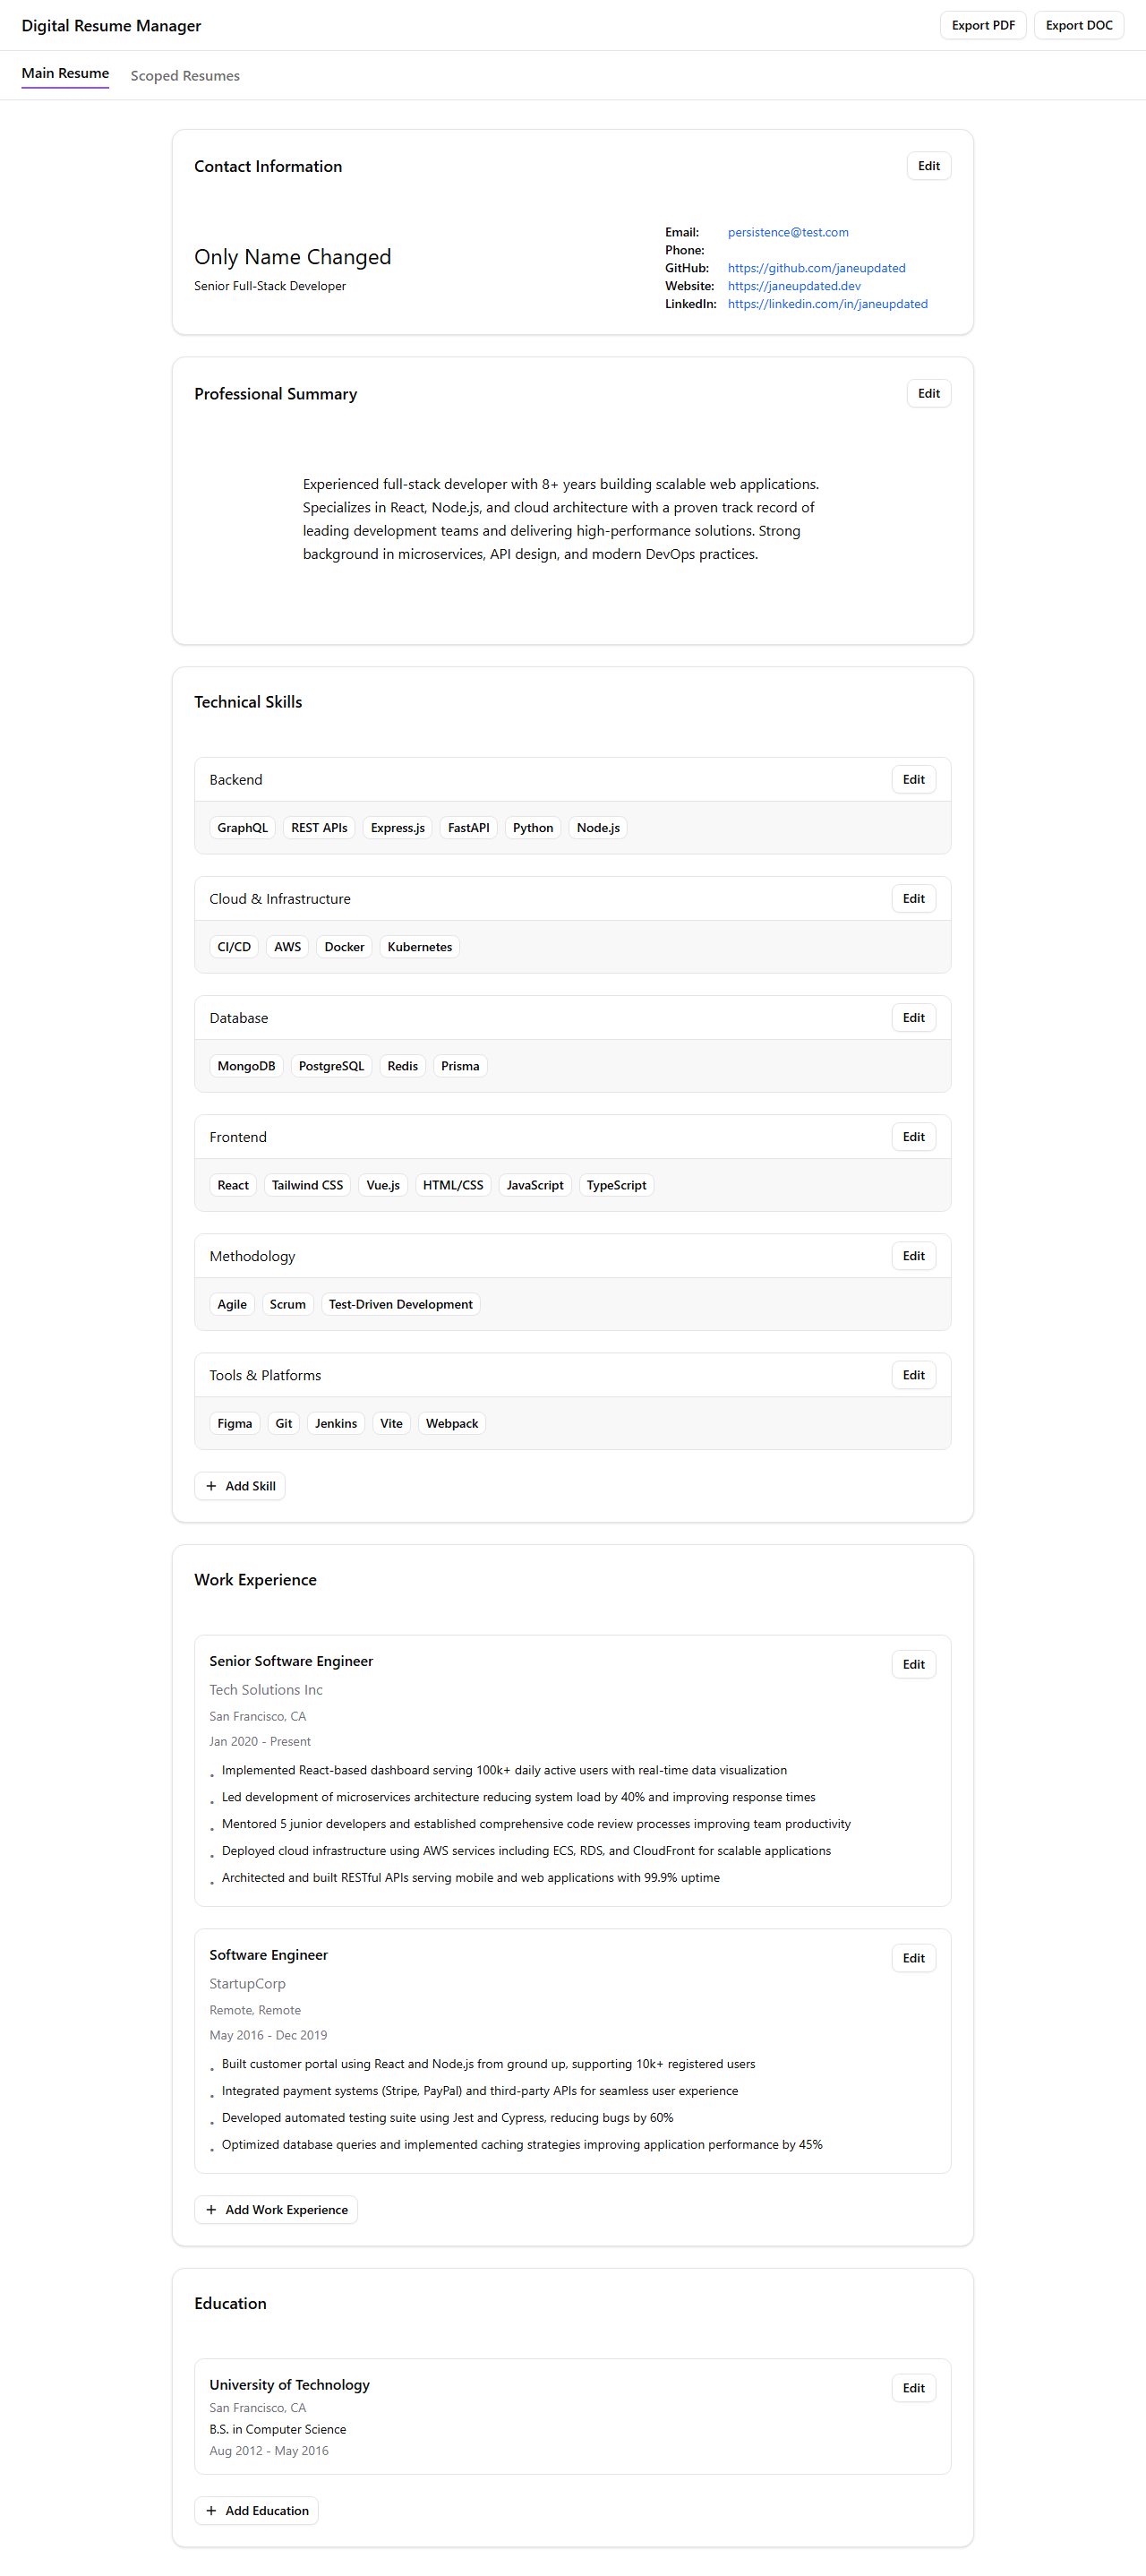 Digital Resume Manager
Export PDF
Export DOC
Main Resume
Scoped Resumes
Contact Information
Edit
Only Name Changed
Senior Full-Stack Developer
Email: persistence@test.com
Phone:
GitHub: https://github.com/janeupdated
Website: https://janeupdated.dev
LinkedIn: https://linkedin.com/in/janeupdated
Professional Summary
Edit
Experienced full-stack developer with 8+ years building scalable web applications.
Specializes in React, Node.js, and cloud architecture with a proven track record of
leading development teams and delivering high-performance solutions. Strong
background in microservices, API design, and modern DevOps practices.
Technical Skills
Backend
Edit
GraphQL REST APIs Express.js FastAPI Python Node.js
Cloud & Infrastructure
Edit
CI/CD AWS Docker Kubernetes
Database
Edit
MongoDB PostgreSQL Redis Prisma
Frontend
Edit
React Tailwind CSS Vue.js HTML/CSS JavaScript TypeScript
Methodology
Edit
Agile Scrum Test-Driven Development
Tools & Platforms
Edit
Figma Git Jenkins Vite Webpack
+ Add Skill
Work Experience
Senior Software Engineer
Edit
Tech Solutions Inc
San Francisco, CA
Jan 2020 - Present
• Implemented React-based dashboard serving 100k+ daily active users with real-time data visualization
• Led development of microservices architecture reducing system load by 40% and improving response times
• Mentored 5 junior developers and established comprehensive code review processes improving team productivity
• Deployed cloud infrastructure using AWS services including ECS, RDS, and CloudFront for scalable applications
• Architected and built RESTful APIs serving mobile and web applications with 99.9% uptime
Software Engineer
Edit
StartupCorp
Remote, Remote
May 2016 - Dec 2019
• Built customer portal using React and Node.js from ground up, supporting 10k+ registered users
• Integrated payment systems (Stripe, PayPal) and third-party APIs for seamless user experience
• Developed automated testing suite using Jest and Cypress, reducing bugs by 60%
• Optimized database queries and implemented caching strategies improving application performance by 45%
+ Add Work Experience
Education
University of Technology
Edit
San Francisco, CA
B.S. in Computer Science
Aug 2012 - May 2016
+ Add Education